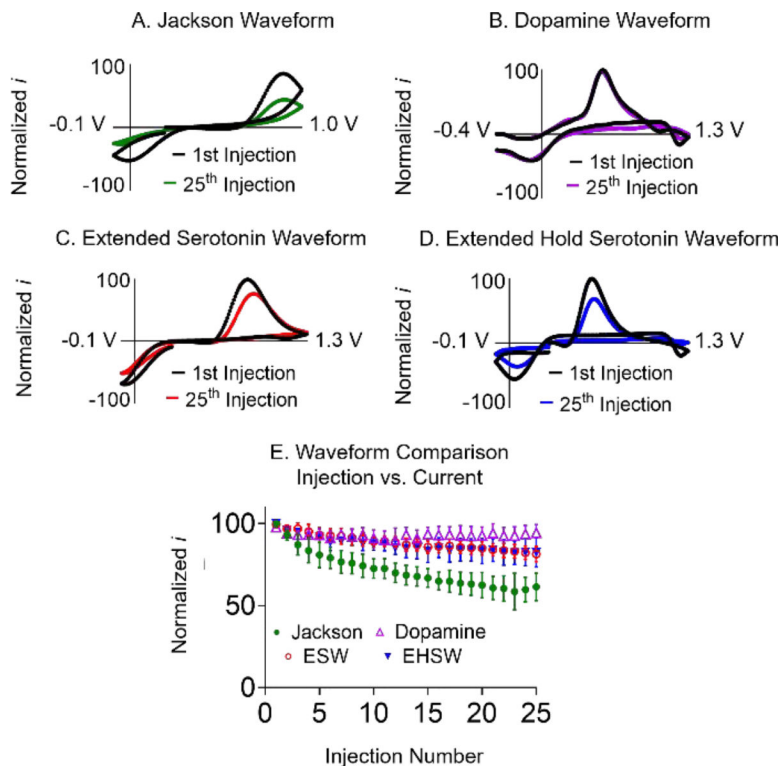 A. Jackson Waveform
Normalized i
100
-0.1 V
1.0 V
-100
1st Injection
25th Injection
B. Dopamine Waveform
Normalized i
100
-0.4 V
1.3 V
-100
1st Injection
25th Injection
C. Extended Serotonin Waveform
Normalized i
100
-0.1 V
1.3 V
-100
1st Injection
25th Injection
D. Extended Hold Serotonin Waveform
Normalized i
100
-0.1 V
1.3 V
-100
1st Injection
25th Injection
E. Waveform Comparison
Injection vs. Current
Normalized i
100
50
0
Jackson
Dopamine
ESW
EHSW
0 5 10 15 20 25
Injection Number